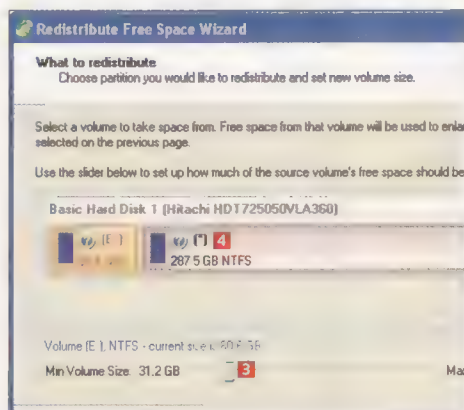 Redistribute Free Space Wizard
What to redistribute
Choose partition you would like to redistribute and set new volume size.
Select a volume to take space from. Free space from that volume will be used to enlar
selected on the previous page.
Use the slider below to set up how much of the source volume's free space should be
Basic Hard Disk 1 (Hitachi HDT725050VLA360)
(E:)
(*) 4
287.5 GB NTFS
Volume (E:), NTFS - current size:
Min Volume Size: 31.2 GB
3
Max